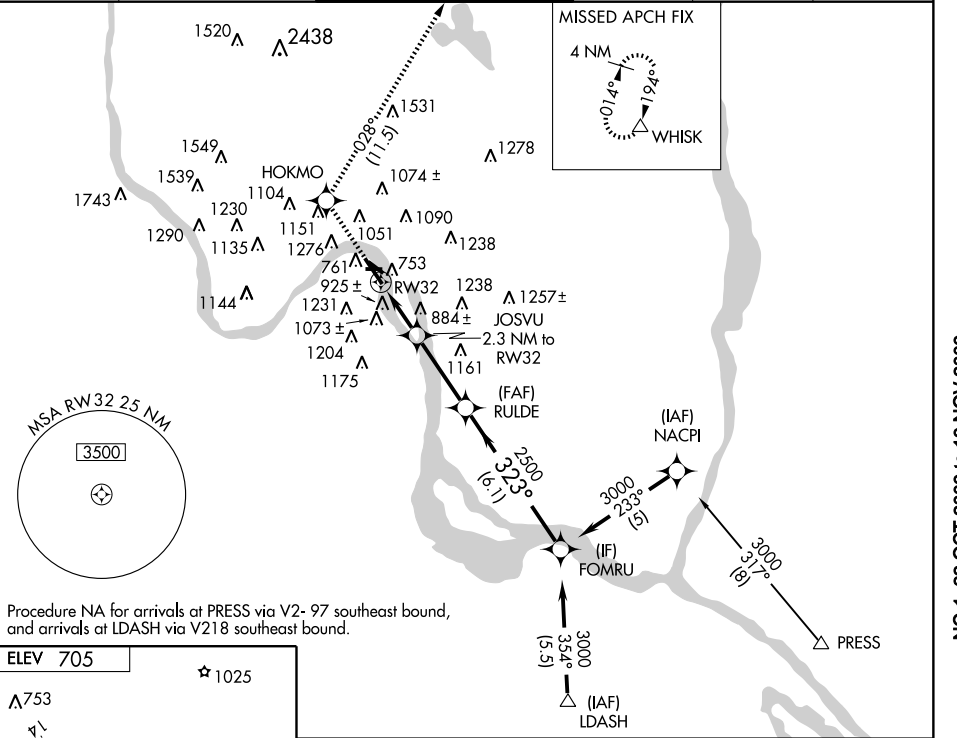 MISSED APCH FIX
4 NM
014°
194°
WHISK
1520
2438
1531
028°
(11.5)
1278
1549
HOKMO
1539
1104
1074 ±
1743
1230
1151
1051
1090
1290
1135
1276
1238
761
753
925 ±
RW32
1144
1231
1238
1257±
1073 ±
884 ±
JOSVU
2.3 NM to
RW32
1204
1161
1175
(FAF)
RULDE
MSA RW32 25 NM
3500
2500
323°
(6.1)
(IAF)
NACPI
3000
233°
(5)
(IF)
FOMRU
3000
317°
(8)
Procedure NA for arrivals at PRESS via V2- 97 southeast bound,
and arrivals at LDASH via V218 southeast bound.
3000
354°
(5.5)
PRESS
(IAF)
LDASH
ELEV 705
1025
753
14